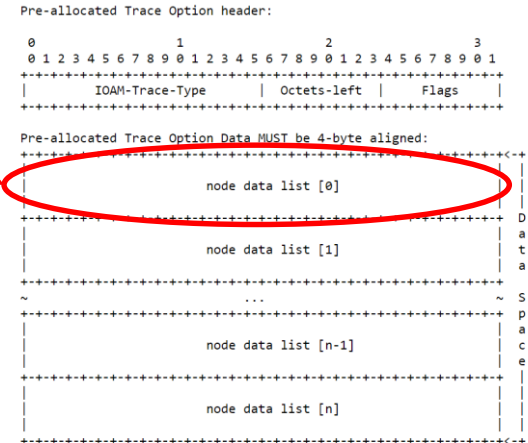 Pre-allocated Trace Option header:
0                   1                   2                   3
0 1 2 3 4 5 6 7 8 9 0 1 2 3 4 5 6 7 8 9 0 1 2 3 4 5 6 7 8 9 0 1
+-+-+-+-+-+-+-+-+-+-+-+-+-+-+-+-+-+-+-+-+-+-+-+-+-+-+-+-+-+-+-+-+
|        IOAM-Trace-Type        |  Octets-left  |     Flags     |
+-+-+-+-+-+-+-+-+-+-+-+-+-+-+-+-+-+-+-+-+-+-+-+-+-+-+-+-+-+-+-+-+
Pre-allocated Trace Option Data MUST be 4-byte aligned:
+-+-+-+-+-+-+-+-+-+-+-+-+-+-+-+-+-+-+-+-+-+-+-+-+-+-+-+-+-+-+-+-+<-+
|                                                               |  |
|                        node data list [0]                     |  |
|                                                               |  |
+-+-+-+-+-+-+-+-+-+-+-+-+-+-+-+-+-+-+-+-+-+-+-+-+-+-+-+-+-+-+-+-+  D
|                                                               |  a
|                        node data list [1]                     |  t
|                                                               |  a
+-+-+-+-+-+-+-+-+-+-+-+-+-+-+-+-+-+-+-+-+-+-+-+-+-+-+-+-+-+-+-+-+
~                             ...                               ~  S
+-+-+-+-+-+-+-+-+-+-+-+-+-+-+-+-+-+-+-+-+-+-+-+-+-+-+-+-+-+-+-+-+  p
|                                                               |  a
|                        node data list [n-1]                   |  c
|                                                               |  e
+-+-+-+-+-+-+-+-+-+-+-+-+-+-+-+-+-+-+-+-+-+-+-+-+-+-+-+-+-+-+-+-+  |
|                                                               |  |
|                        node data list [n]                     |  |
|                                                               |  |
+-+-+-+-+-+-+-+-+-+-+-+-+-+-+-+-+-+-+-+-+-+-+-+-+-+-+-+-+-+-+-+-+<-+